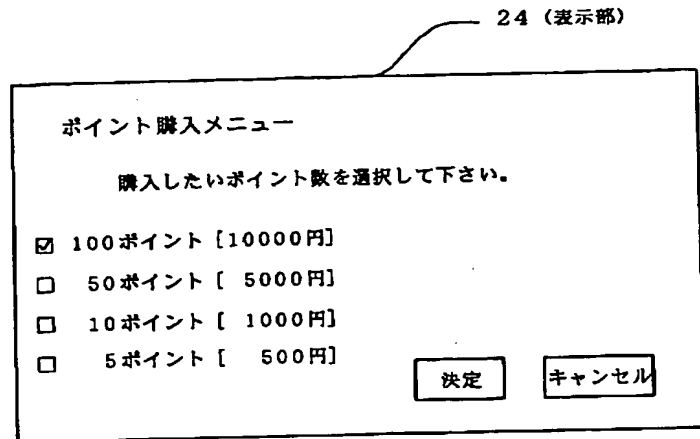 24 (表示部)
ポイント購入メニュー
購入したいポイント数を選択して下さい。
☑ 100ポイント [10000円]
□ 50ポイント [ 5000円]
□ 10ポイント [ 1000円]
□ 5ポイント [ 500円]
決定 キャンセル